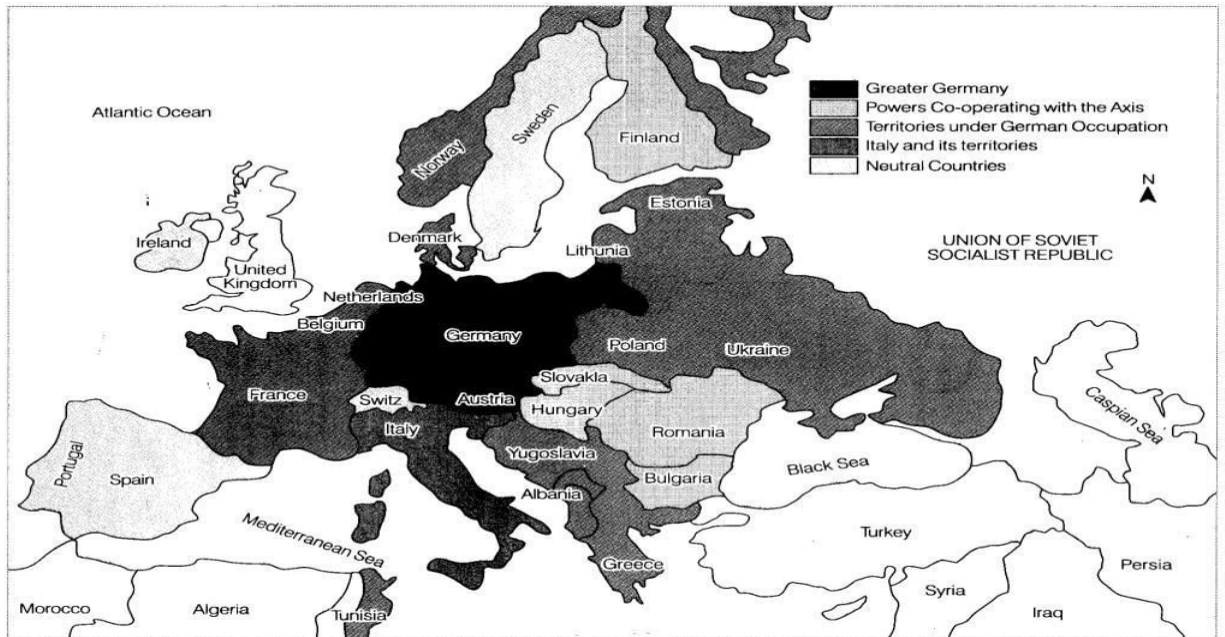 Atlantic Ocean
Greater Germany
Powers Co-operating with the Axis
Territories under German Occupation
Italy and its territories
Neutral Countries
N
UNION OF SOVIET
SOCIALIST REPUBLIC
Sweden
Finland
Norway
Estonia
Ireland
Denmark
Lithunia
United
Kingdom
Netherlands
Belgium
Germany
Poland
Ukraine
Slovakla
France
Switz
Austria
Hungary
Italy
Romania
Caspian Sea
Portugal
Spain
Yugoslavia
Black Sea
Bulgaria
Albania
Mediterranean Sea
Turkey
Greece
Persia
Syria
Morocco
Algeria
Tunisia
Iraq